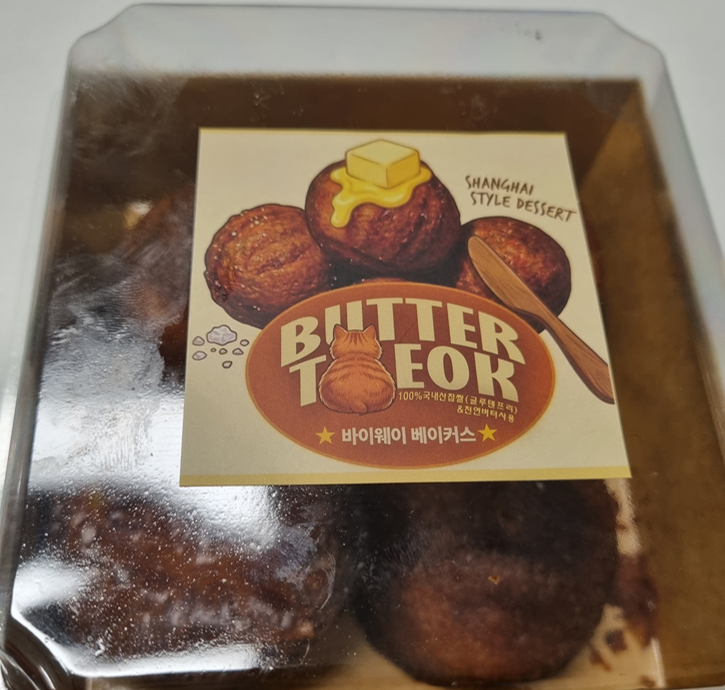 SHANGHAI
STYLE DESSERT
BUTTER
TTEOK
100%국내산찹쌀(글루텐프리)
&천연버터사용
바이웨이 베이커스